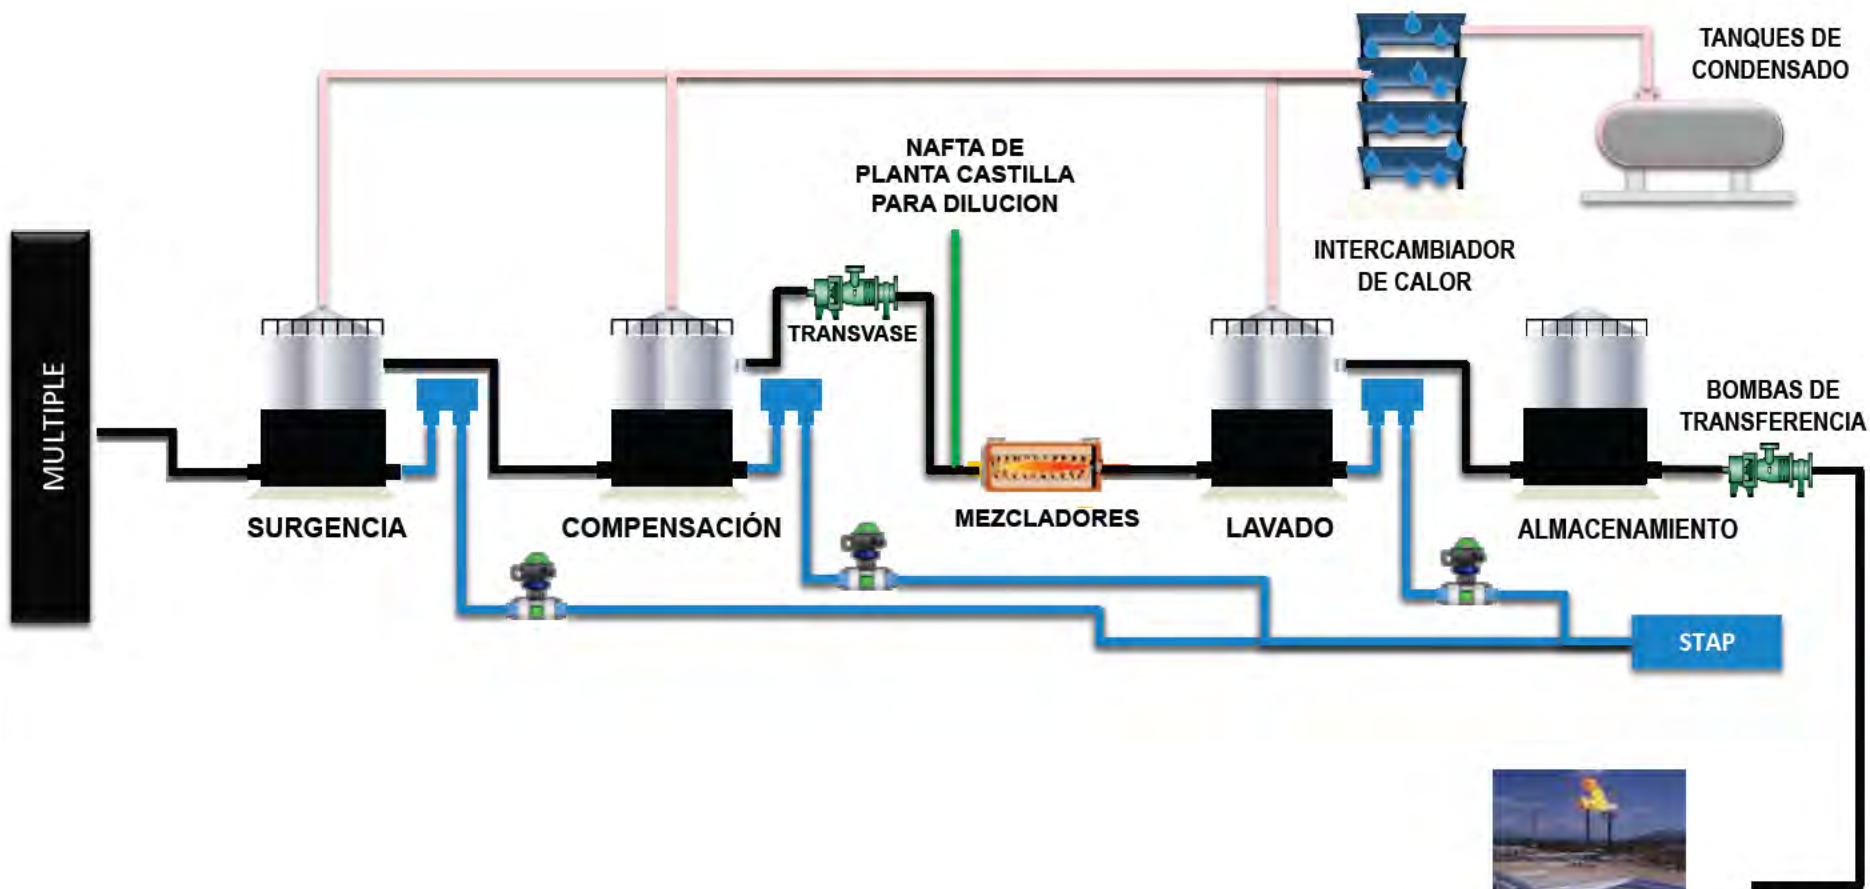 TANQUES DE
CONDENSADO
NAFTA DE
PLANTA CASTILLA
PARA DILUCION
INTERCAMBIADOR
DE CALOR
TRANSVASE
MULTIPLE
BOMBAS DE
TRANSFERENCIA
SURGENCIA
COMPENSACIÓN
MEZCLADORES
LAVADO
ALMACENAMIENTO
STAP